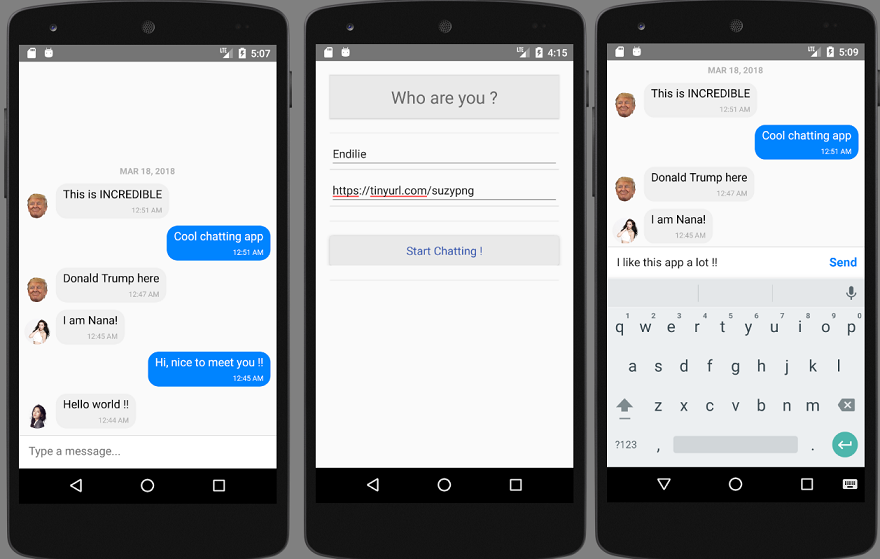 LTE 5:07
MAR 18, 2018
This is INCREDIBLE
12:51 AM
Cool chatting app
12:51 AM
Donald Trump here
12:47 AM
I am Nana!
12:45 AM
Hi, nice to meet you !!
12:45 AM
Hello world !!
12:44 AM
Type a message...
LTE 4:15
Who are you ?
Endilie
https://tinyurl.com/suzypng
Start Chatting !
LTE 5:09
MAR 18, 2018
This is INCREDIBLE
12:51 AM
Cool chatting app
12:51 AM
Donald Trump here
12:47 AM
I am Nana!
12:45 AM
I like this app a lot !! Send
1 2 3 4 5 6 7 8 9 0
q w e r t y u i o p
a s d f g h j k l
z x c v b n m
?123 , .